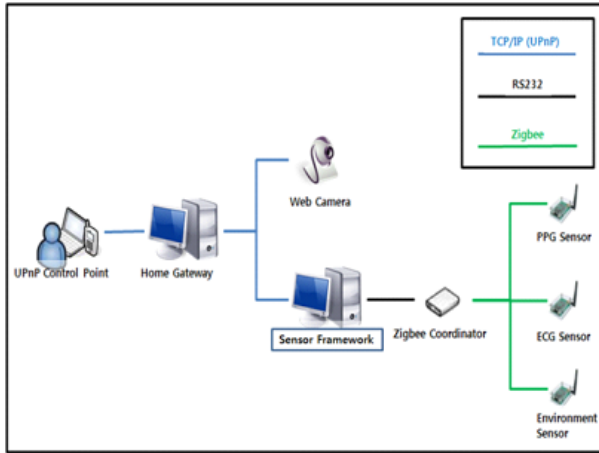 TCP/IP (UPnP)
RS232
Zigbee
Web Camera
UPnP Control Point
Home Gateway
PPG Sensor
Sensor Framework
Zigbee Coordinator
ECG Sensor
Environment
Sensor